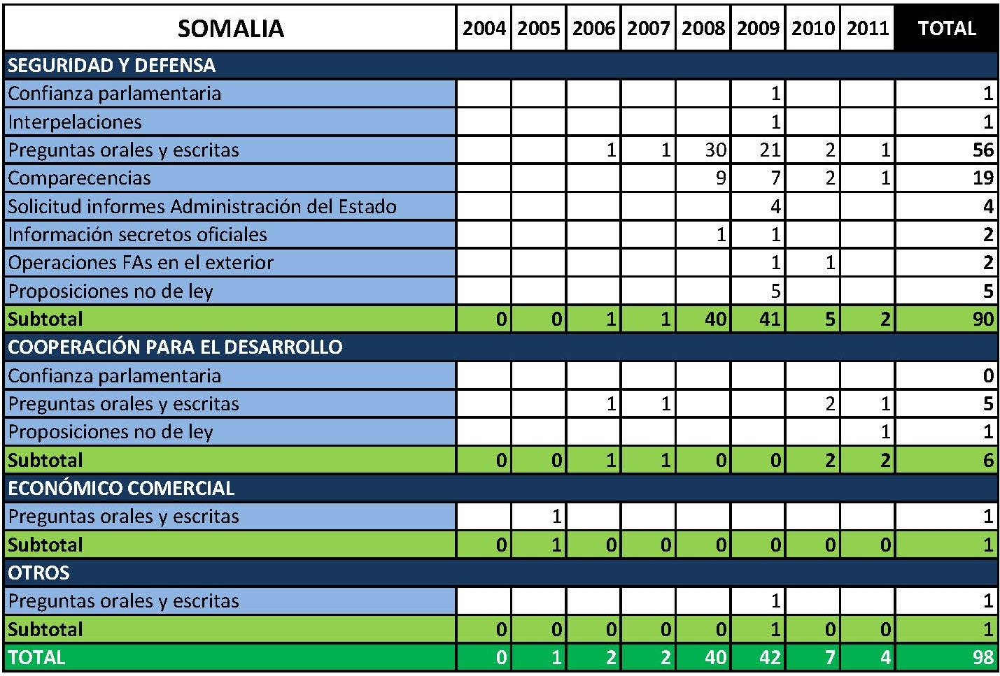 SOMALIA 2004 2005 2006 2007 2008 2009 2010 2011 TOTAL
SEGURIDAD Y DEFENSA
Confianza parlamentaria 1 1
Interpelaciones 1 1
Preguntas orales y escritas 1 1 30 21 2 1 56
Comparecencias 9 7 2 1 19
Solicitud informes Administración del Estado 4 4
Información secretos oficiales 1 1 2
Operaciones FAs en el exterior 1 1 2
Proposiciones no de ley 5 5
Subtotal 0 0 1 1 40 41 5 2 90
COOPERACIÓN PARA EL DESARROLLO
Confianza parlamentaria 0
Preguntas orales y escritas 1 1 2 1 5
Proposiciones no de ley 1 1
Subtotal 0 0 1 1 0 0 2 2 6
ECONÓMICO COMERCIAL
Preguntas orales y escritas 1 1
Subtotal 0 1 0 0 0 0 0 0 1
OTROS
Preguntas orales y escritas 1 1
Subtotal 0 0 0 0 0 1 0 0 1
TOTAL 0 1 2 2 40 42 7 4 98